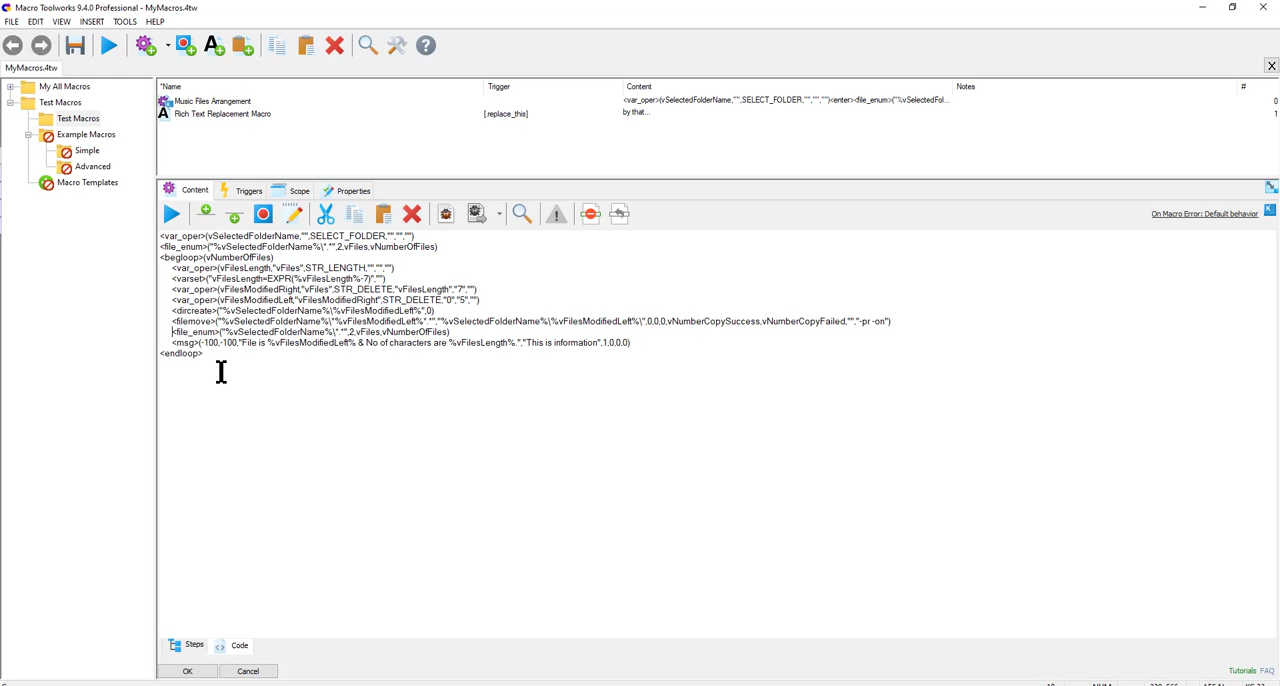 Macro Toolworks 9.4.0 Professional - MyMacros.4tw
FILE EDIT VIEW INSERT TOOLS HELP
MyMacros.4tw
My All Macros
Test Macros
Test Macros
Example Macros
Simple
Advanced
Macro Templates
*Name Trigger Content Notes #
Music Files Arrangement <var_oper>(vSelectedFolderName,"",SELECT_FOLDER,"","","")<enter><file_enum>("%vSelectedFol... 0
Rich Text Replacement Macro [.replace_this] by that... 1
Content Triggers Scope Properties
On Macro Error: Default behavior
<var_oper>(vSelectedFolderName,"",SELECT_FOLDER,"","","")
<file_enum>("%vSelectedFolderName%\*.*",2,vFiles,vNumberOfFiles)
<begloop>(vNumberOfFiles)
<var_oper>(vFilesLength,"vFiles",STR_LENGTH,"","","")
<varset>("vFilesLength=EXPR(%vFilesLength%-7)","")
<var_oper>(vFilesModifiedRight,"vFiles",STR_DELETE,"vFilesLength","7","")
<var_oper>(vFilesModifiedLeft,"vFilesModifiedRight",STR_DELETE,"0","5","")
<dircreate>("%vSelectedFolderName%\%vFilesModifiedLeft%",0)
<filemove>("%vSelectedFolderName%\*%vFilesModifiedLeft%*.*","%vSelectedFolderName%\%vFilesModifiedLeft%\",0,0,0,vNumberCopySuccess,vNumberCopyFailed,"","-pr-on")
<file_enum>("%vSelectedFolderName%\*.*",2,vFiles,vNumberOfFiles)
<msg>(-100,-100,"File is %vFilesModifiedLeft% & No of characters are %vFilesLength%.","This is information",1,0,0,0)
<endloop>
Steps Code
OK Cancel
Tutorials FAQ